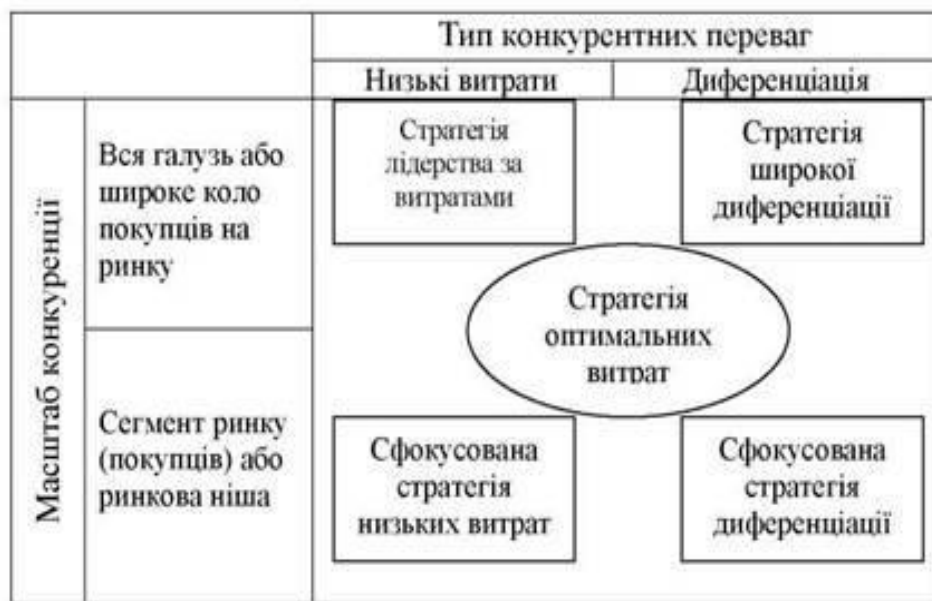 Тип конкурентних переваг
Низькі витрати
Диференціація
Масштаб конкуренції
Вся галузь або
широке коло
покупців на
ринку
Стратегія
лідерства за
витратами
Стратегія
широкої
диференціації
Стратегія
оптимальних
витрат
Сегмент ринку
(покупців) або
ринкова ніша
Сфокусована
стратегія
низьких витрат
Сфокусована
стратегія
диференціації